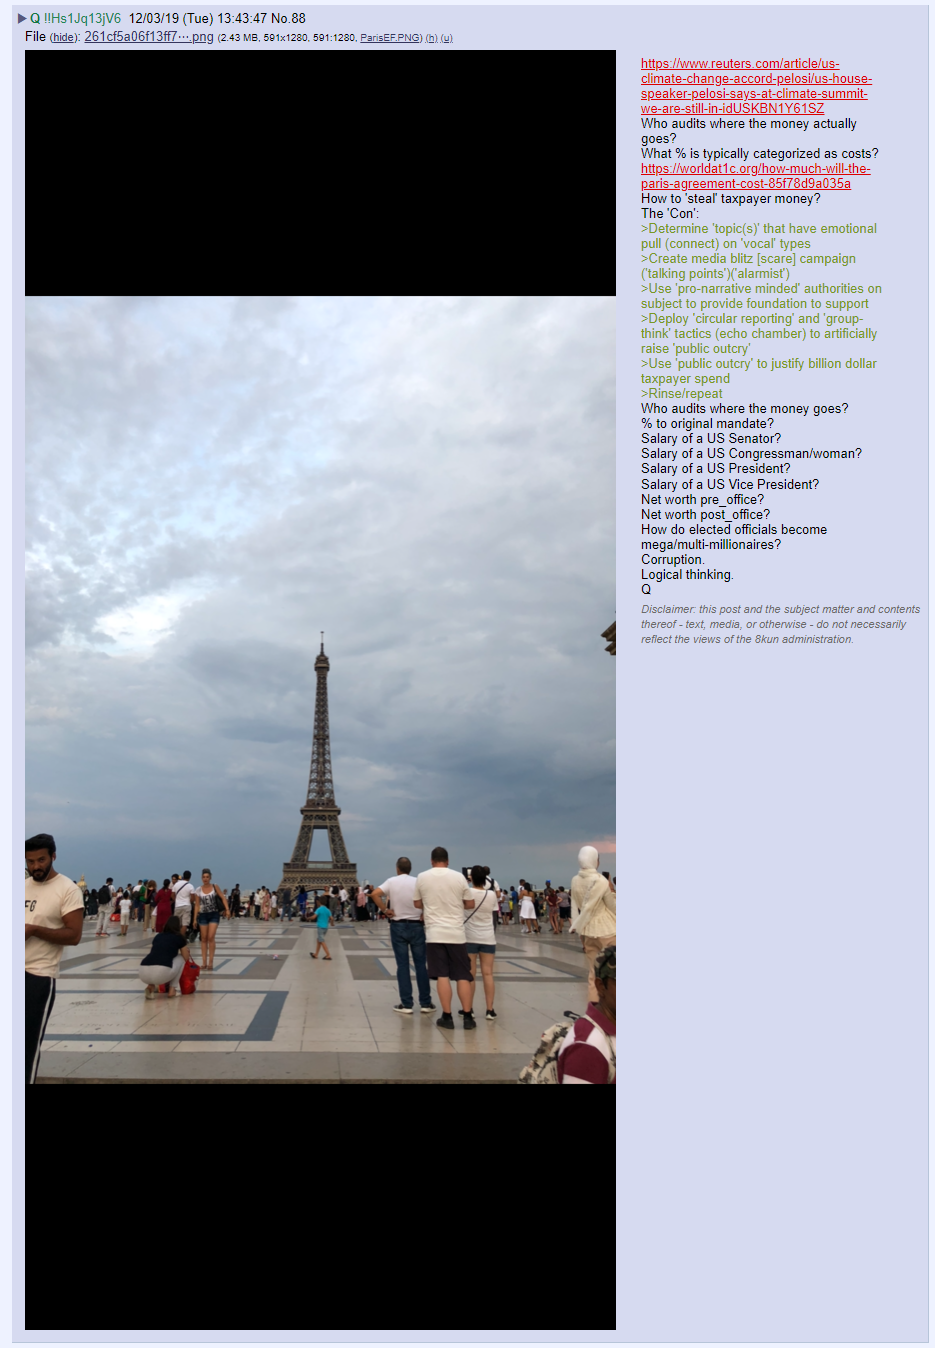 Q !!Hs1Jq13jV6 12/03/19 (Tue) 13:43:47 No.88
File (hide): 261cf5a06f13ff7⋯.png (2.43 MB, 591x1280, 591:1280, ParisEF.PNG) (h) (u)
https://www.reuters.com/article/us-
climate-change-accord-pelosi/us-house-
speaker-pelosi-says-at-climate-summit-
we-are-still-in-idUSKBN1Y61SZ
Who audits where the money actually
goes?
What % is typically categorized as costs?
https://worldat1c.org/how-much-will-the-
paris-agreement-cost-85f78d9a035a
How to 'steal' taxpayer money?
The 'Con':
>Determine 'topic(s)' that have emotional
pull (connect) on 'vocal' types
>Create media blitz [scare] campaign
('talking points')('alarmist')
>Use 'pro-narrative minded' authorities on
subject to provide foundation to support
>Deploy 'circular reporting' and 'group-
think' tactics (echo chamber) to artificially
raise 'public outcry'
>Use 'public outcry' to justify billion dollar
taxpayer spend
>Rinse/repeat
Who audits where the money goes?
% to original mandate?
Salary of a US Senator?
Salary of a US Congressman/woman?
Salary of a US President?
Salary of a US Vice President?
Net worth pre_office?
Net worth post_office?
How do elected officials become
mega/multi-millionaires?
Corruption.
Logical thinking.
Q
Disclaimer: this post and the subject matter and contents
thereof - text, media, or otherwise - do not necessarily
reflect the views of the 8kun administration.